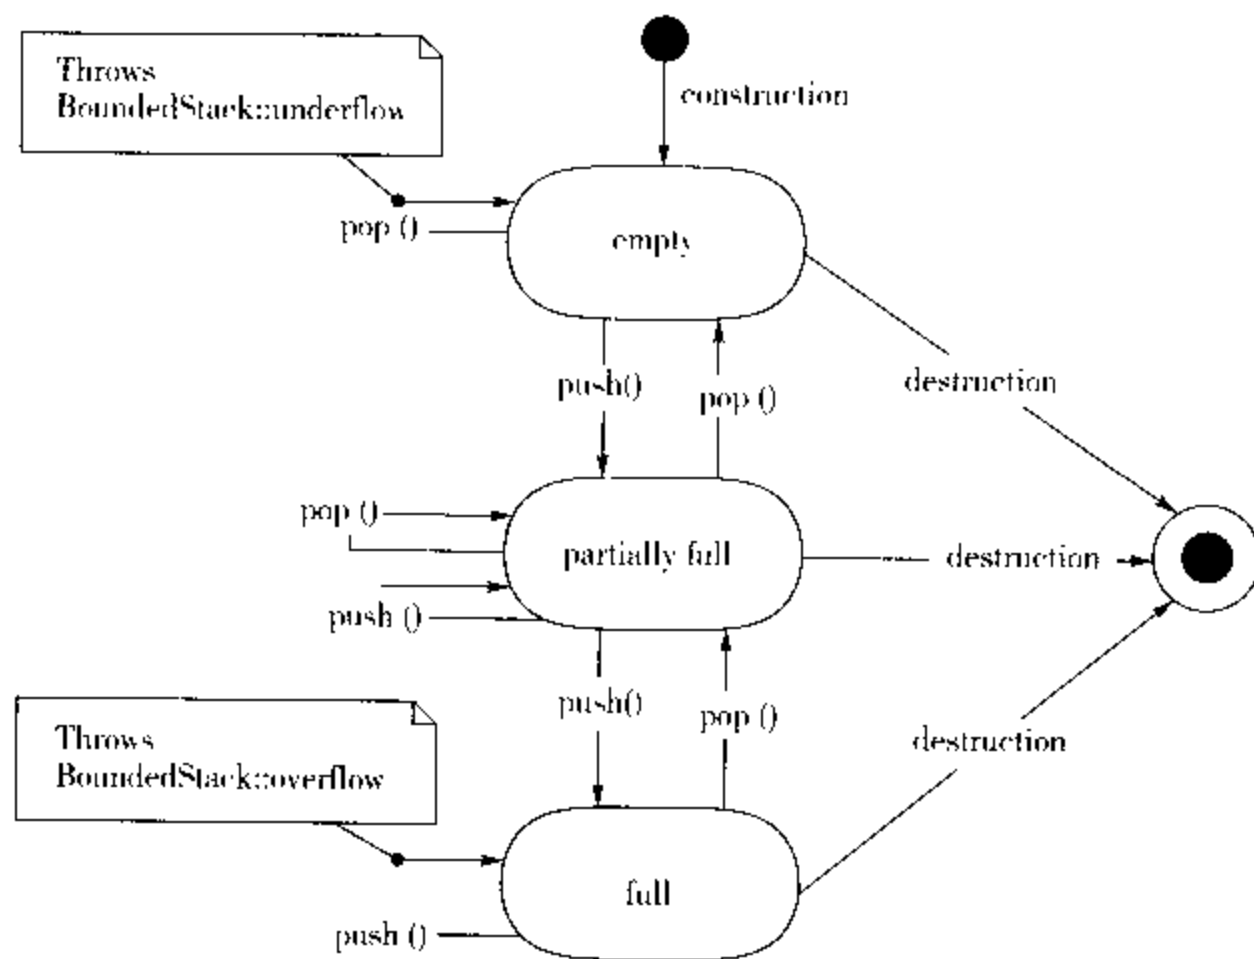 Throws
BoundedStack::underflow
construction
pop ()
empty
push()
pop ()
destruction
pop ()
partially full
destruction
push ()
push()
pop ()
destruction
Throws
BoundedStack::overflow
full
push ()